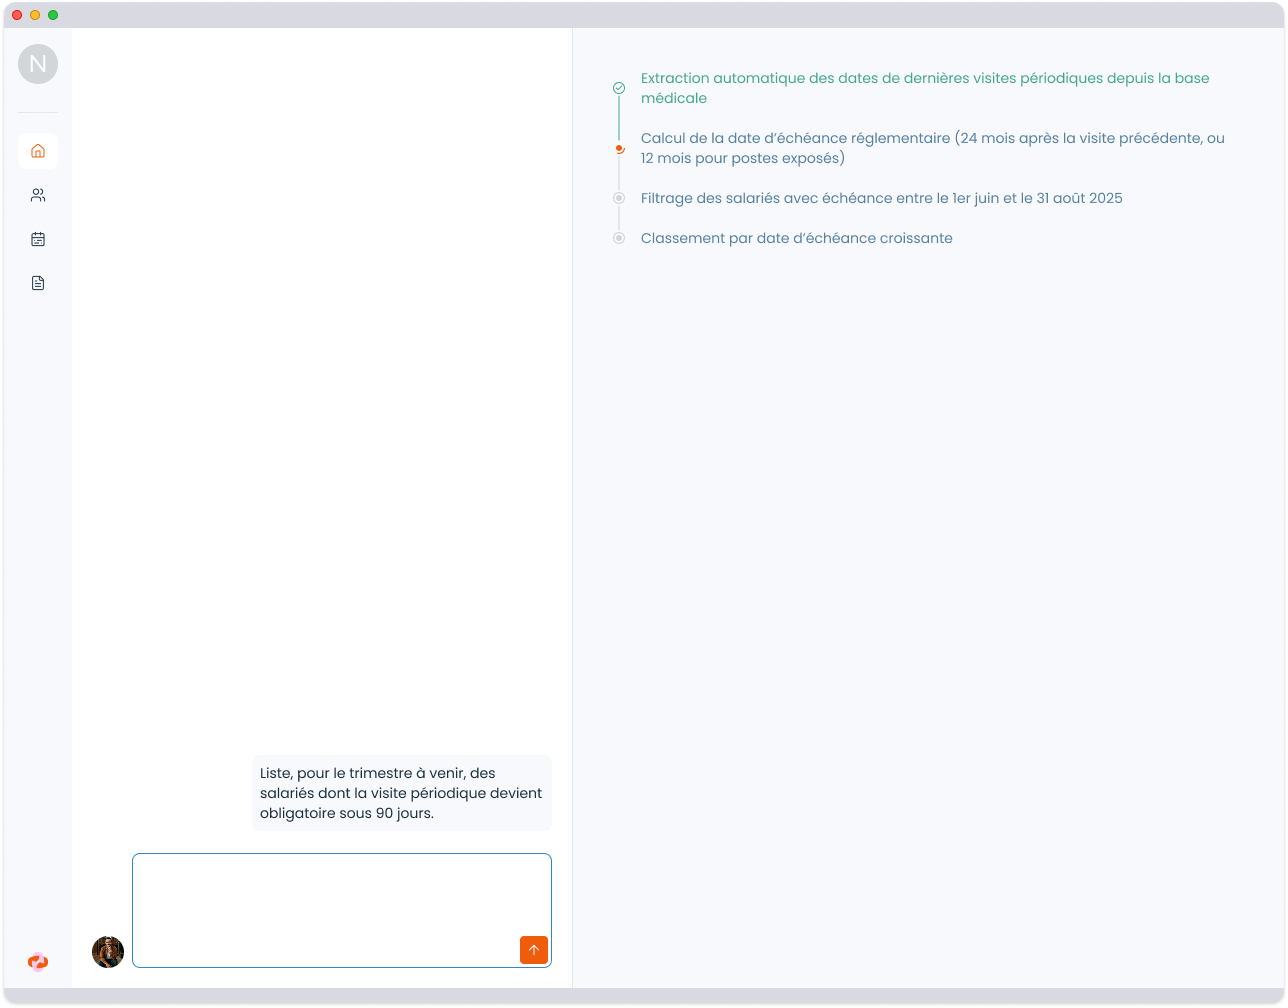 N
Extraction automatique des dates de dernières visites périodiques depuis la base
médicale
Calcul de la date d’échéance réglementaire (24 mois après la visite précédente, ou
12 mois pour postes exposés)
Filtrage des salariés avec échéance entre le 1er juin et le 31 août 2025
Classement par date d’échéance croissante
Liste, pour le trimestre à venir, des
salariés dont la visite périodique devient
obligatoire sous 90 jours.